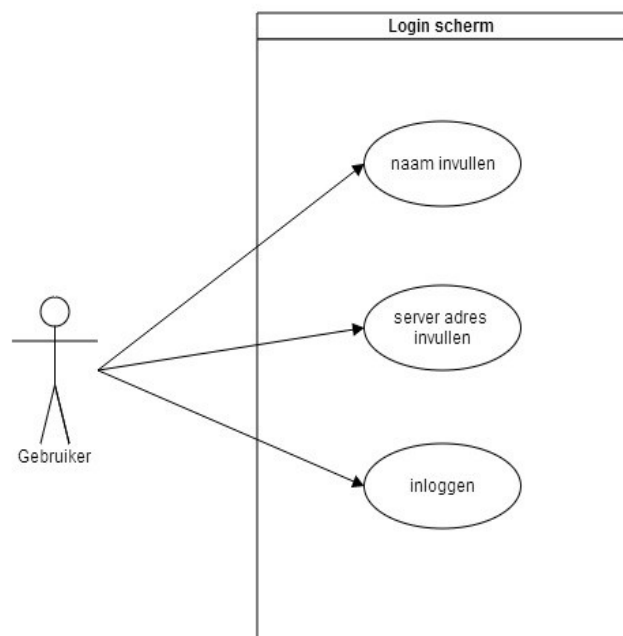 Login scherm
naam invullen
server adres
invullen
Gebruiker
inloggen